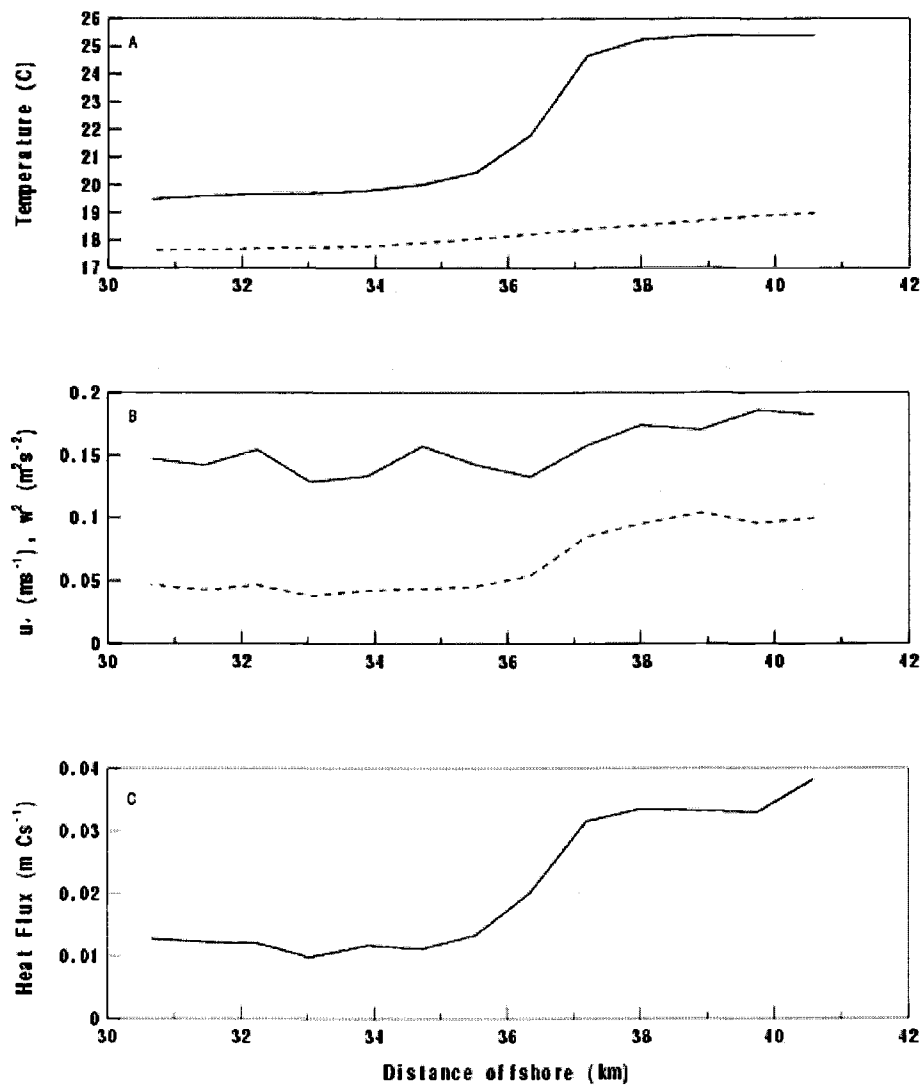 A
Temperature (C)
26
25
24
23
22
21
20
19
18
17
30 32 34 36 38 40 42
B
u, (ms⁻¹), w² (m²s⁻²)
0.2
0.15
0.1
0.05
0
30 32 34 36 38 40 42
C
Heat Flux (m Cs⁻¹)
0.04
0.03
0.02
0.01
0
30 32 34 36 38 40 42
Distance offshore (km)